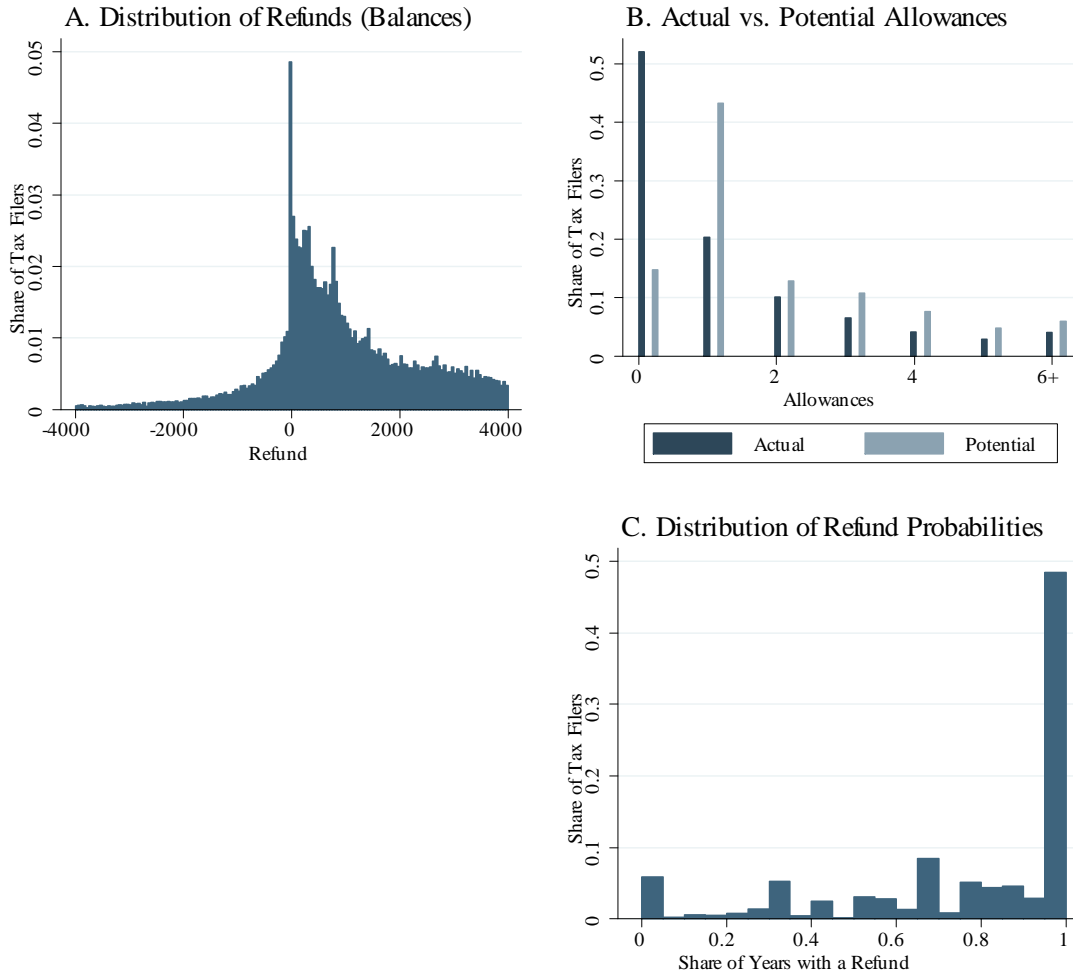 A. Distribution of Refunds (Balances)
Share of Tax Filers
0 0.01 0.02 0.03 0.04 0.05
-4000 -2000 0 2000 4000
Refund
B. Actual vs. Potential Allowances
Share of Tax Filers
0 0.1 0.2 0.3 0.4 0.5
0 2 4 6+
Allowances
Actual Potential
C. Distribution of Refund Probabilities
Share of Tax Filers
0 0.1 0.2 0.3 0.4 0.5
0 0.2 0.4 0.6 0.8 1
Share of Years with a Refund